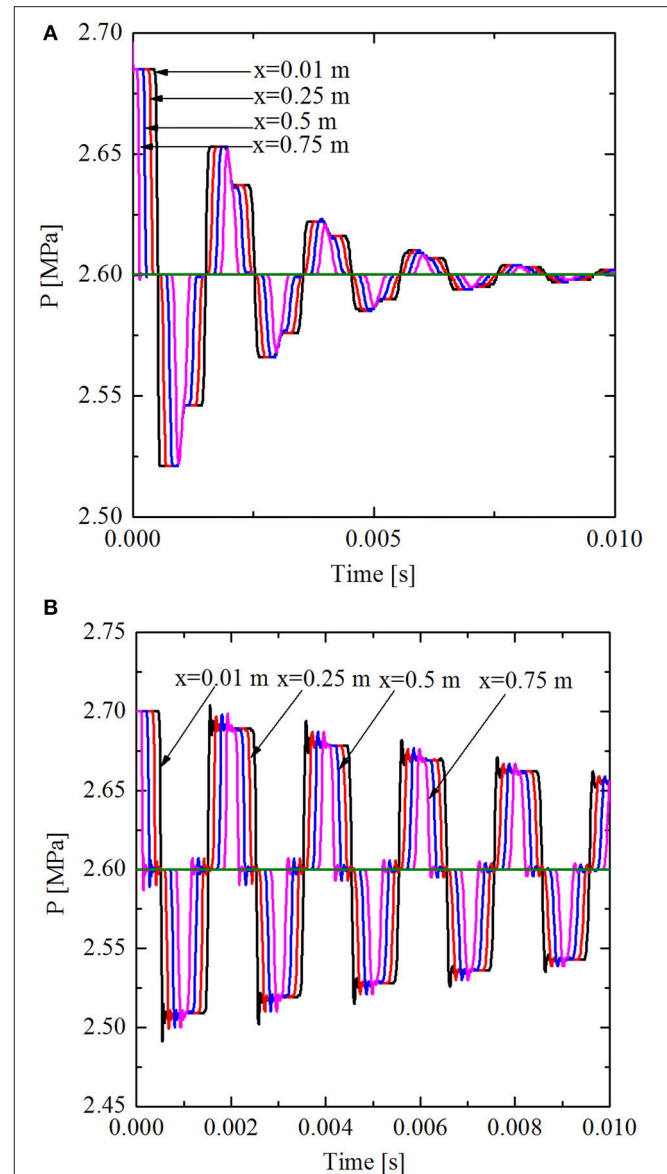 A
2.70
x=0.01 m
x=0.25 m
x=0.5 m
x=0.75 m
2.65
P [MPa]
2.60
2.55
2.50
0.000 0.005 0.010
Time [s]
B
2.75
x=0.01 m x=0.25 m x=0.5 m x=0.75 m
2.70
2.65
P [MPa]
2.60
2.55
2.50
2.45
0.000 0.002 0.004 0.006 0.008 0.010
Time [s]